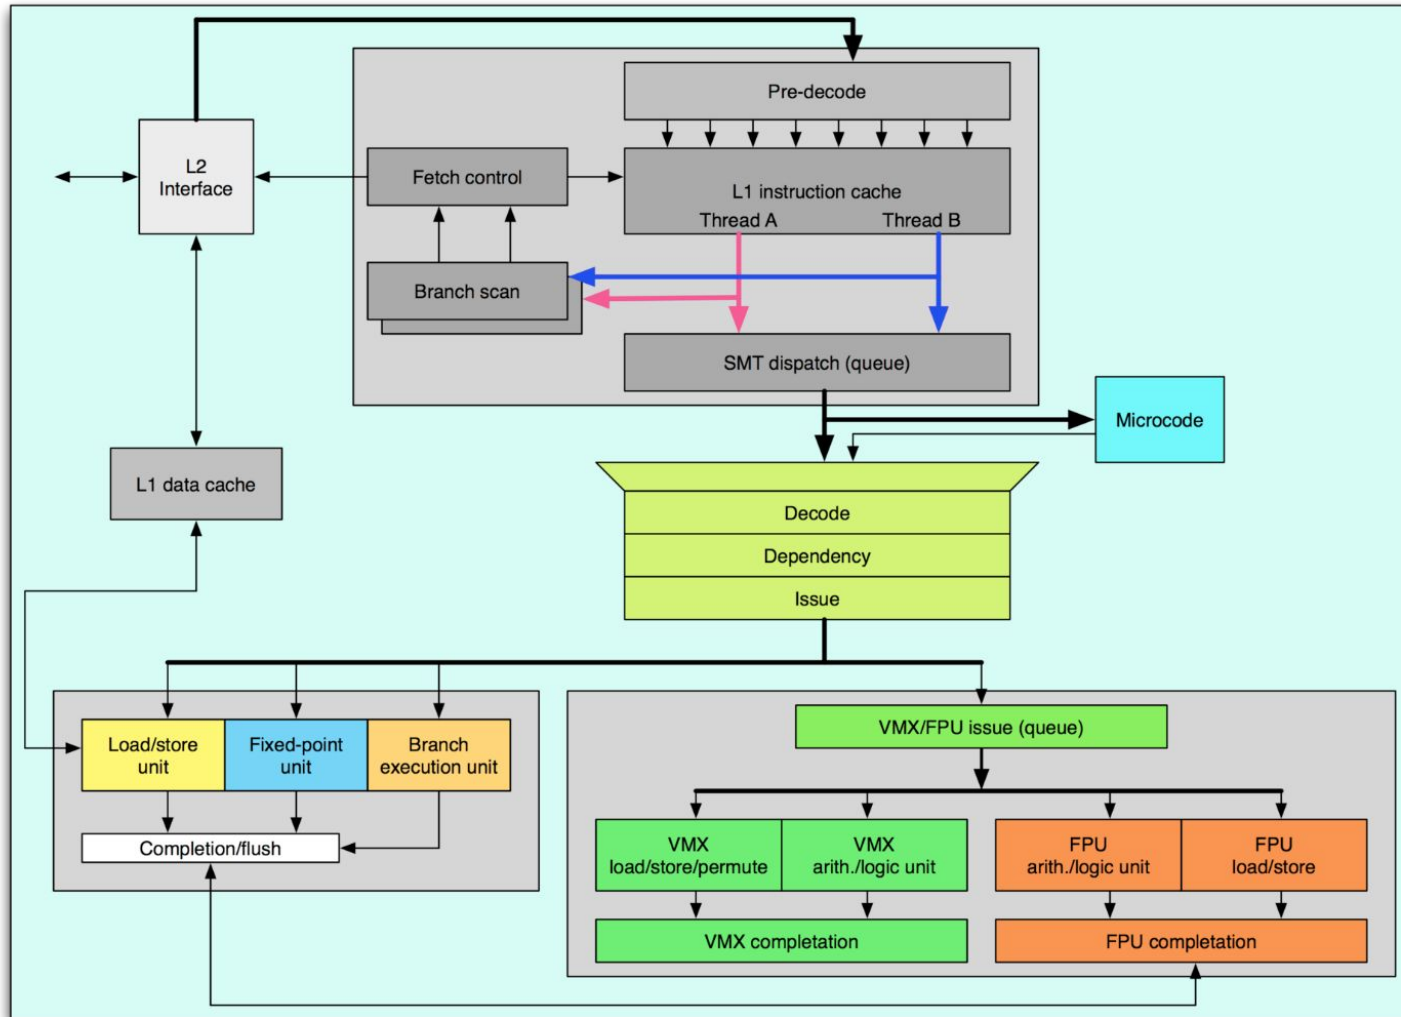 Pre-decode
L2
Interface
Fetch control
L1 instruction cache
Thread A
Thread B
Branch scan
SMT dispatch (queue)
Microcode
L1 data cache
Decode
Dependency
Issue
Load/store
unit
Fixed-point
unit
Branch
execution unit
Completion/flush
VMX/FPU issue (queue)
VMX
load/store/permute
VMX
arith./logic unit
FPU
arith./logic unit
FPU
load/store
VMX completation
FPU completation